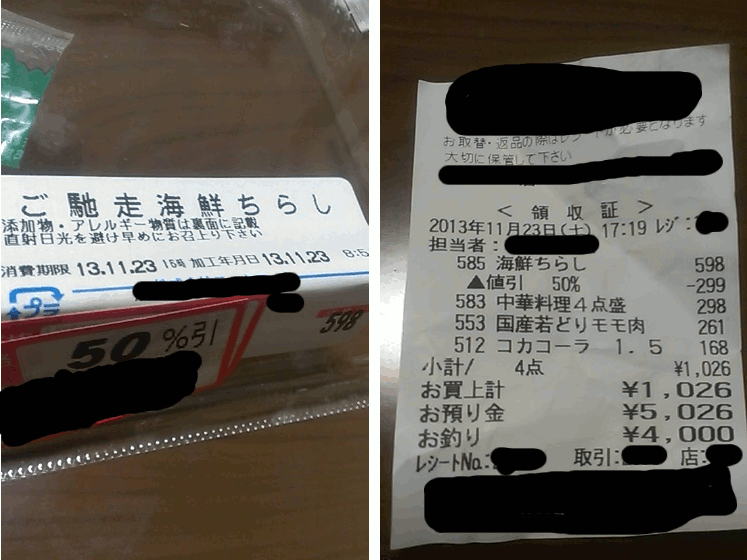 ご馳走海鮮ちらし
添加物・アレルギー物質は裏面に記載
直射日光を避け早めにお召上り下さい
消費期限 13.11.23 15時 加工年月日 13.11.23
プラ
598
50%引
お取替・返品の際はレシートが必要となります
大切に保管して下さい
< 領収証 >
2013年11月23日(土) 17:19 レジ:
担当者:
585 海鮮ちらし 598
▲値引 50% -299
583 中華料理4点盛 298
553 国産若どりモモ肉 261
512 コカコーラ 1.5 168
小計/ 4点 ¥1,026
お買上計 ¥1,026
お預り金 ¥5,026
お釣り ¥4,000
レシートNo.: 取引: 店: